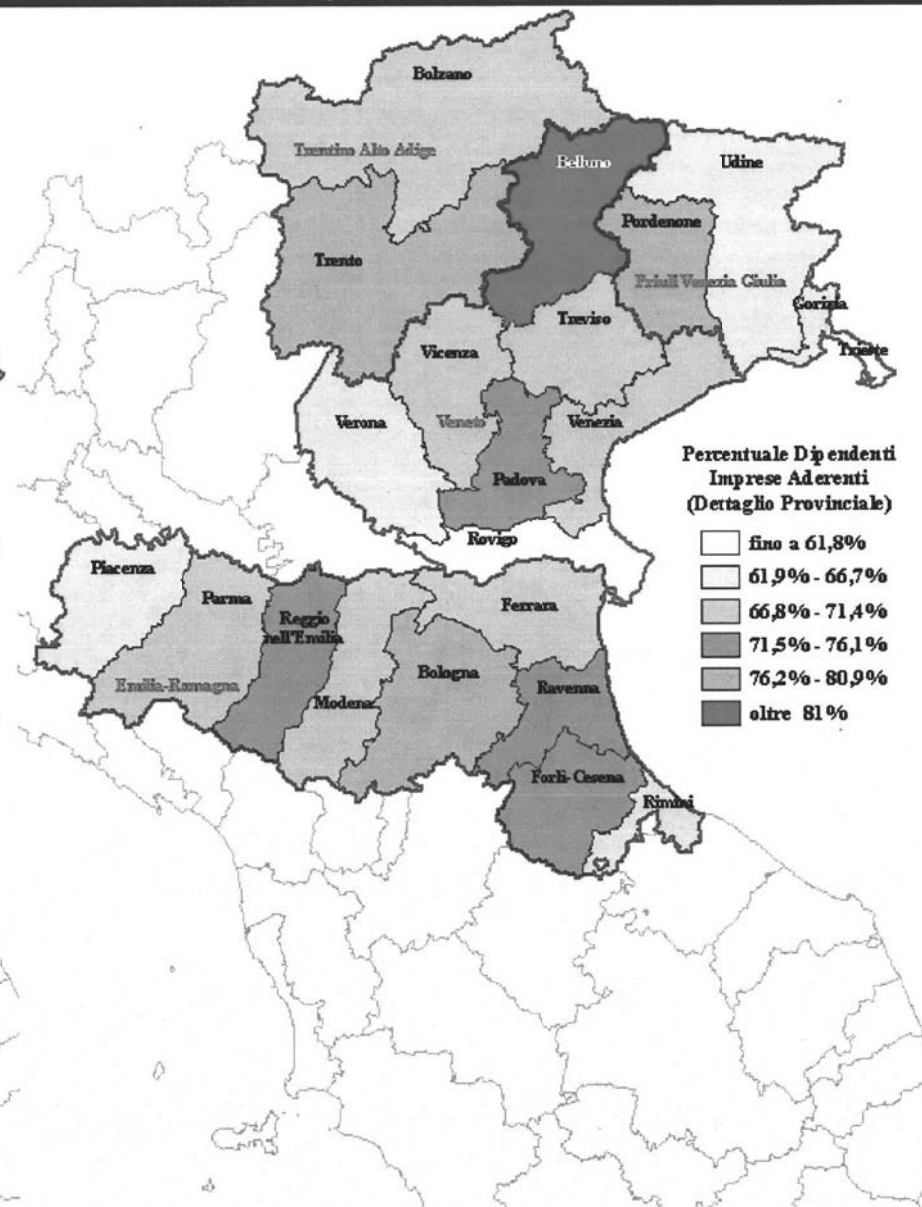 Bolzano
Trentino Alto Adige
Belluno
Udine
Pordenone
Trento
Friuli Venezia Giulia
Gorizia
Treviso
Trieste
Vicenza
Verona
Veneto
Venezia
Padova
Rovigo
Percentuale Dipendenti
Imprese Aderenti
(Dettaglio Provinciale)
fino a 61,8%
61,9% - 66,7%
66,8% - 71,4%
71,5% - 76,1%
76,2% - 80,9%
oltre 81%
Piacenza
Parma
Reggio
nell'Emilia
Ferrara
Emilia-Romagna
Modena
Bologna
Ravenna
Forlì-Cesena
Rimini